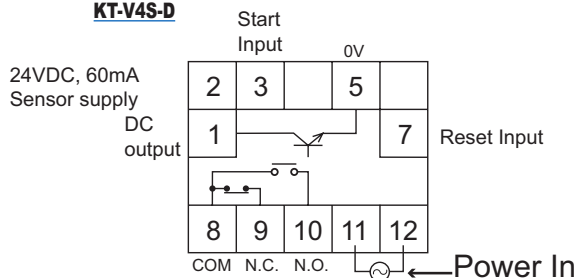 KT-V4S-D
Start
Input
0V
24VDC, 60mA
Sensor supply
2 3 5
DC
output
1 7
Reset Input
8 9 10 11 12
COM N.C. N.O.
Power In